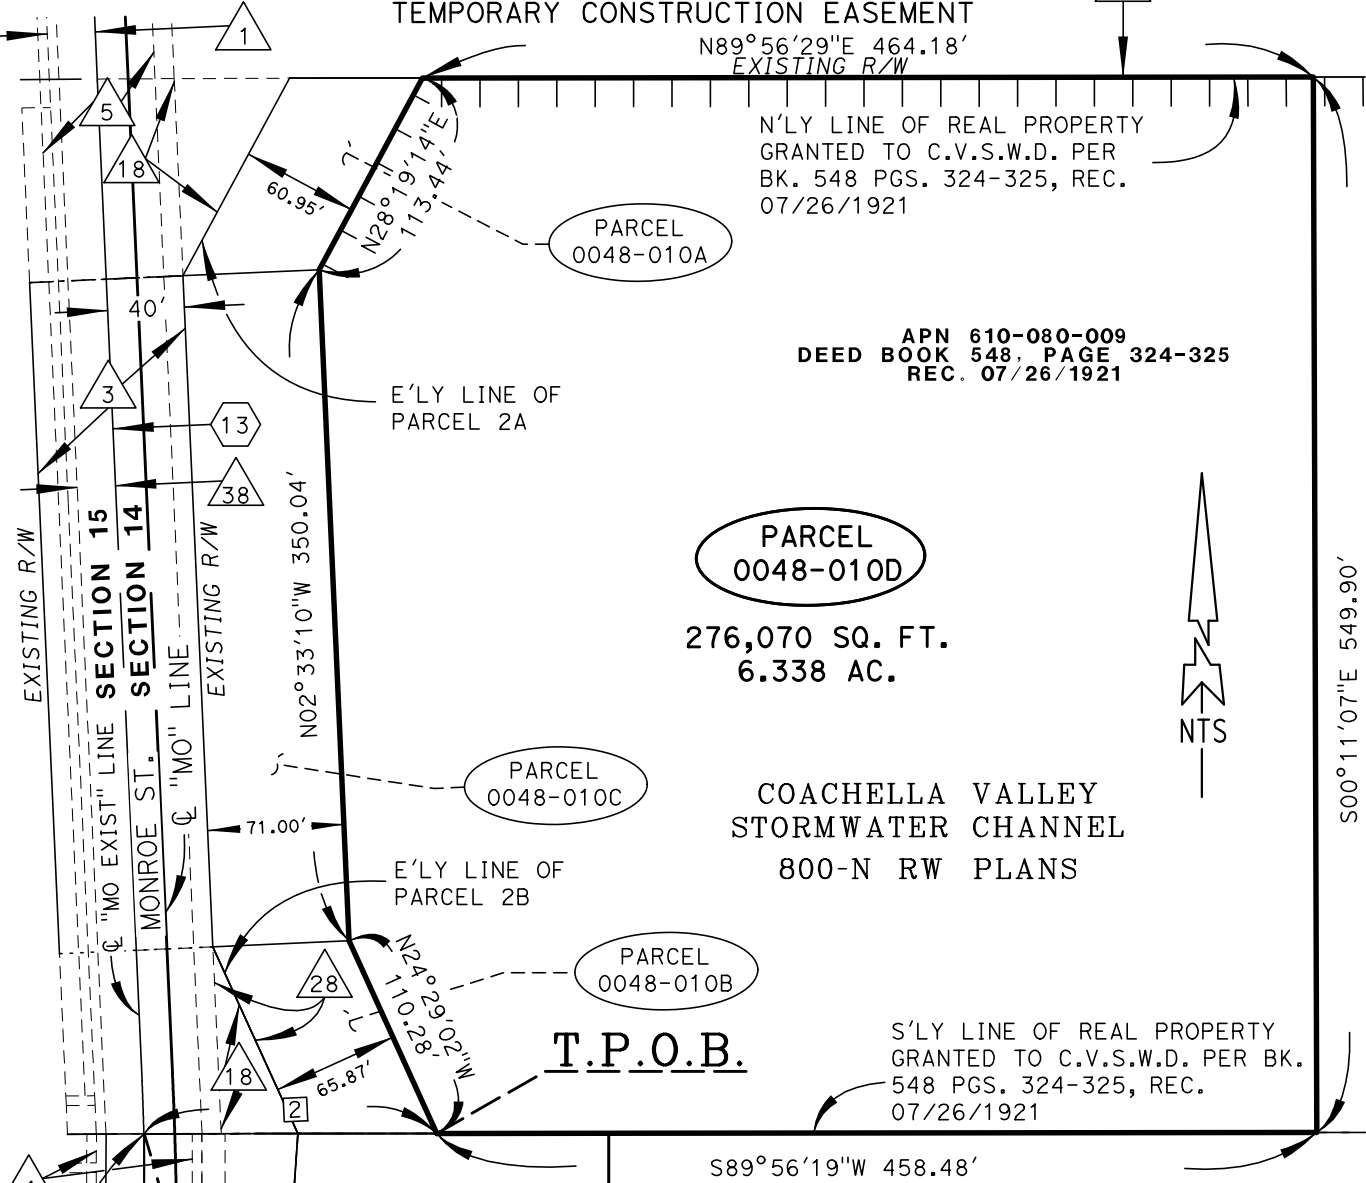 TEMPORARY CONSTRUCTION EASEMENT
N89°56'29"E 464.18'
EXISTING R/W
1
5
18
60.95'
7'
N28°19'14"E
113.44'
N'LY LINE OF REAL PROPERTY
GRANTED TO C.V.S.W.D. PER
BK. 548 PGS. 324-325, REC.
07/26/1921
PARCEL
0048-010A
40'
APN 610-080-009
DEED BOOK 548, PAGE 324-325
REC. 07/26/1921
3
E'LY LINE OF
PARCEL 2A
13
38
N02°33'10"W 350.04'
EXISTING R/W
SECTION 15
SECTION 14
EXISTING R/W
PARCEL
0048-010D
276,070 SQ. FT.
6.338 AC.
S00°11'07"E 549.90'
NTS
℄ "MO EXIST" LINE
MONROE ST.
℄ "MO" LINE
PARCEL
0048-010C
71.00'
COACHELLA VALLEY
STORMWATER CHANNEL
800-N RW PLANS
E'LY LINE OF
PARCEL 2B
28
N24°29'02"W
110.28'
PARCEL
0048-010B
T.P.O.B.
18
65.87'
2
S'LY LINE OF REAL PROPERTY
GRANTED TO C.V.S.W.D. PER BK.
548 PGS. 324-325, REC.
07/26/1921
S89°56'19"W 458.48'